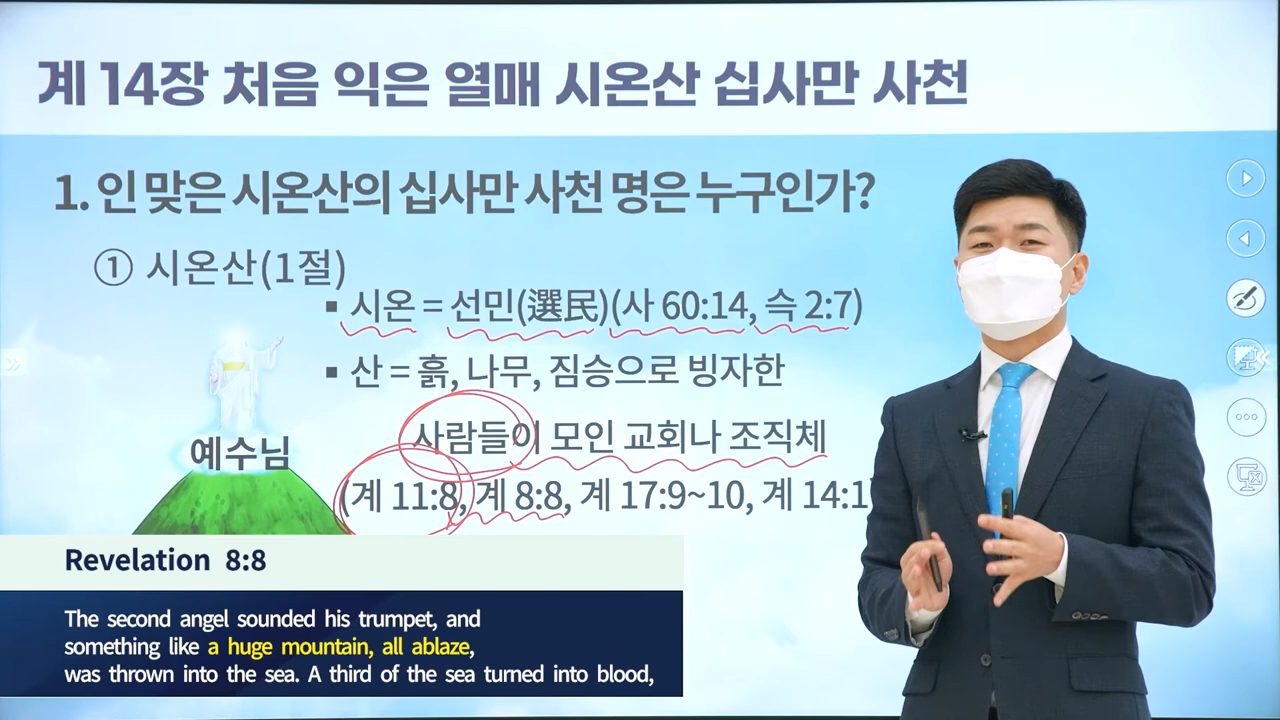 계 14장 처음 익은 열매 시온산 십사만 사천
1. 인 맞은 시온산의 십사만 사천 명은 누구인가?
① 시온산(1절)
▪ 시온 = 선민(選民)(사 60:14, 슥 2:7)
▪ 산 = 흙, 나무, 짐승으로 빙자한
사람들이 모인 교회나 조직체
(계 11:8, 계 8:8, 계 17:9~10, 계 14:1)
예수님
Revelation 8:8
The second angel sounded his trumpet, and
something like a huge mountain, all ablaze,
was thrown into the sea. A third of the sea turned into blood,